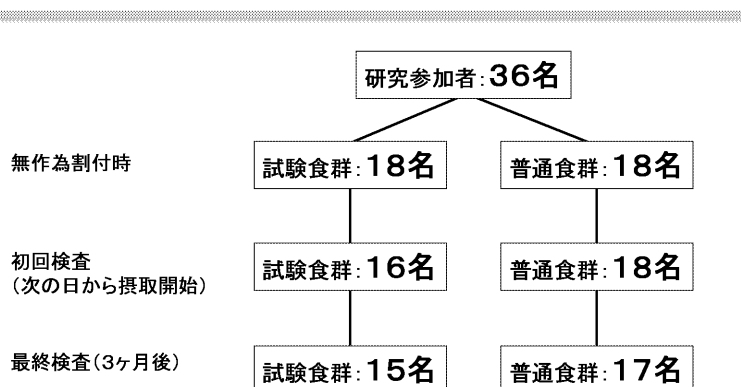 研究参加者:36名
無作為割付時
試験食群:18名
普通食群:18名
初回検査
(次の日から摂取開始)
試験食群:16名
普通食群:18名
最終検査(3ヶ月後)
試験食群:15名
普通食群:17名